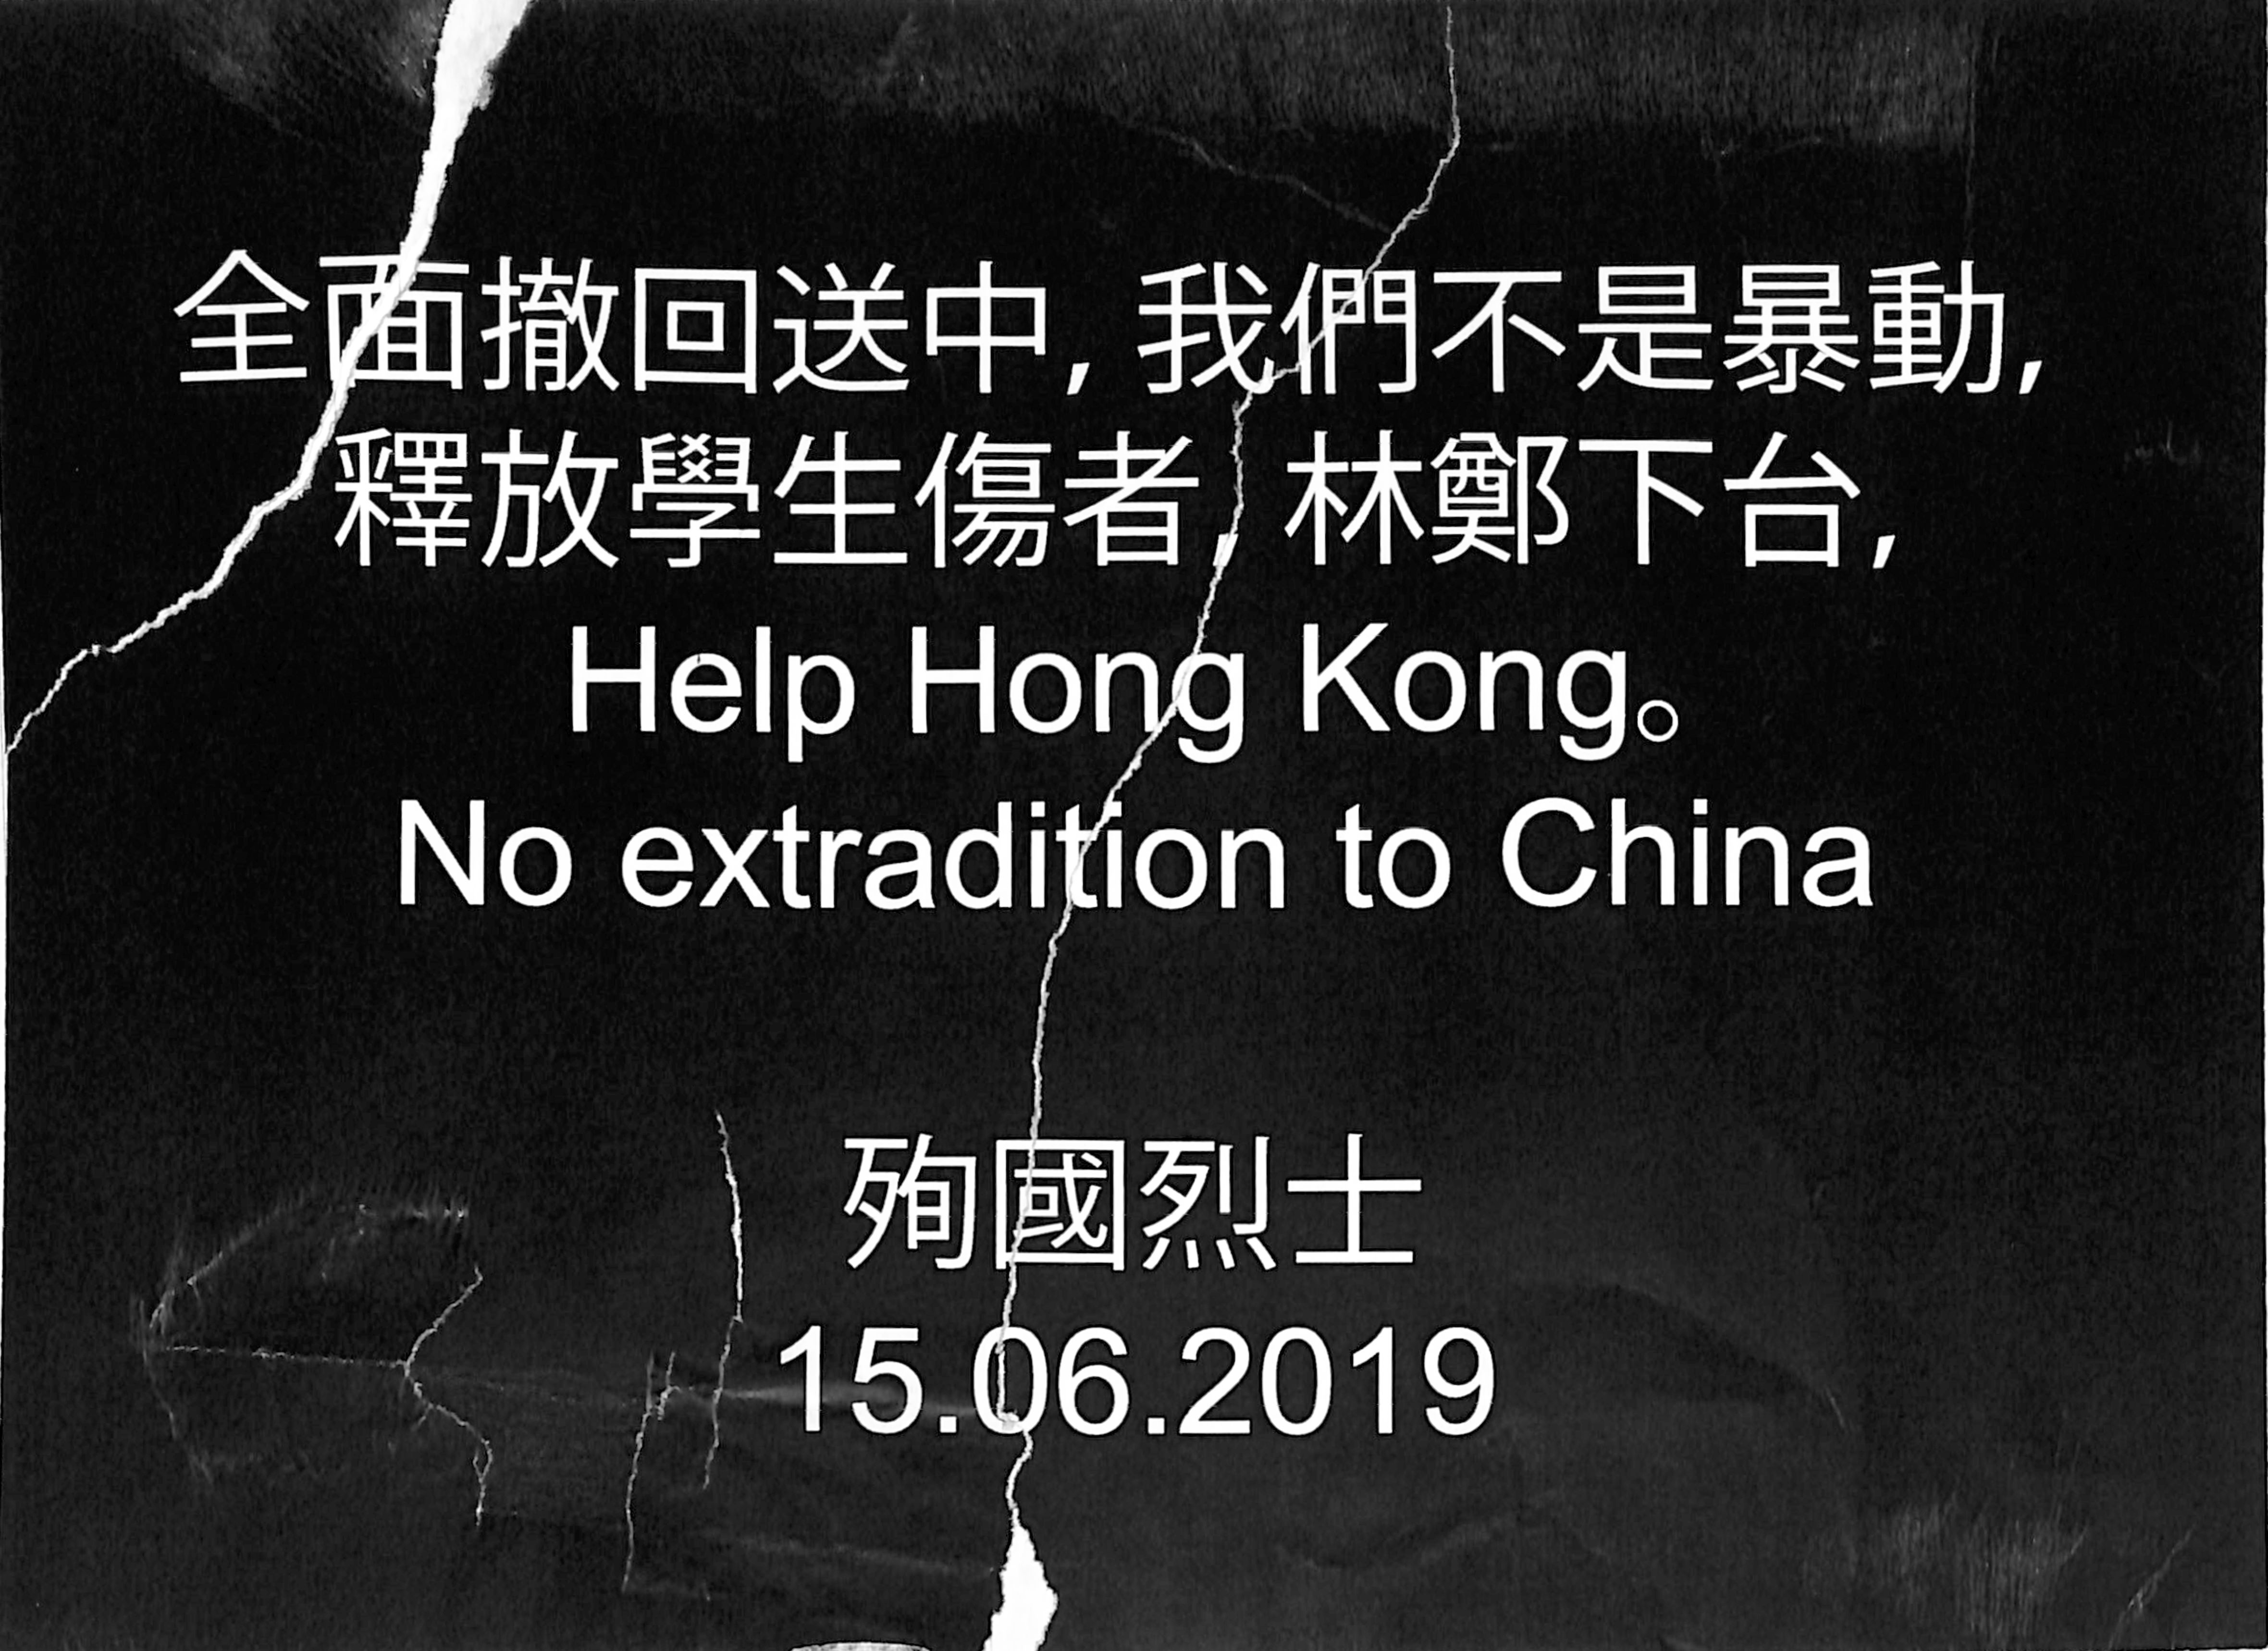 全面撤回送中, 我們不是暴動,
釋放學生傷者, 林鄭下台,
Help Hong Kong。
No extradition to China
殉國烈士
15.06.2019